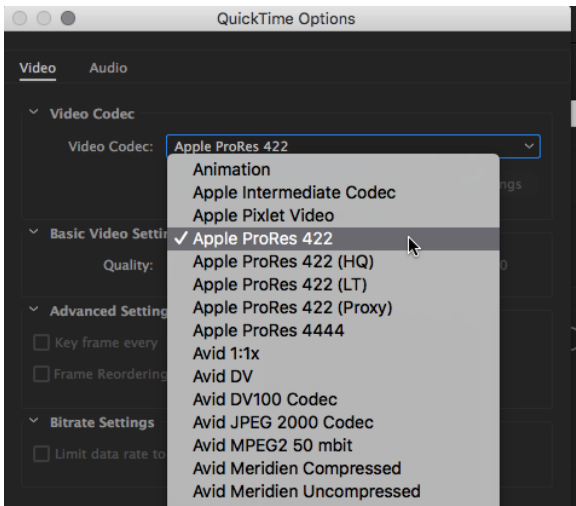 QuickTime Options
Video Audio
Video Codec
Video Codec: Apple ProRes 422
Animation
Apple Intermediate Codec
ngs
Apple Pixlet Video
Basic Video Settin
✓ Apple ProRes 422
Quality:
Apple ProRes 422 (HQ)
0
Apple ProRes 422 (LT)
Advanced Setting
Apple ProRes 422 (Proxy)
Key frame every
Apple ProRes 4444
Avid 1:1x
Frame Reordering
Avid DV
Avid DV100 Codec
Bitrate Settings
Avid JPEG 2000 Codec
Limit data rate to
Avid MPEG2 50 mbit
Avid Meridien Compressed
Avid Meridien Uncompressed